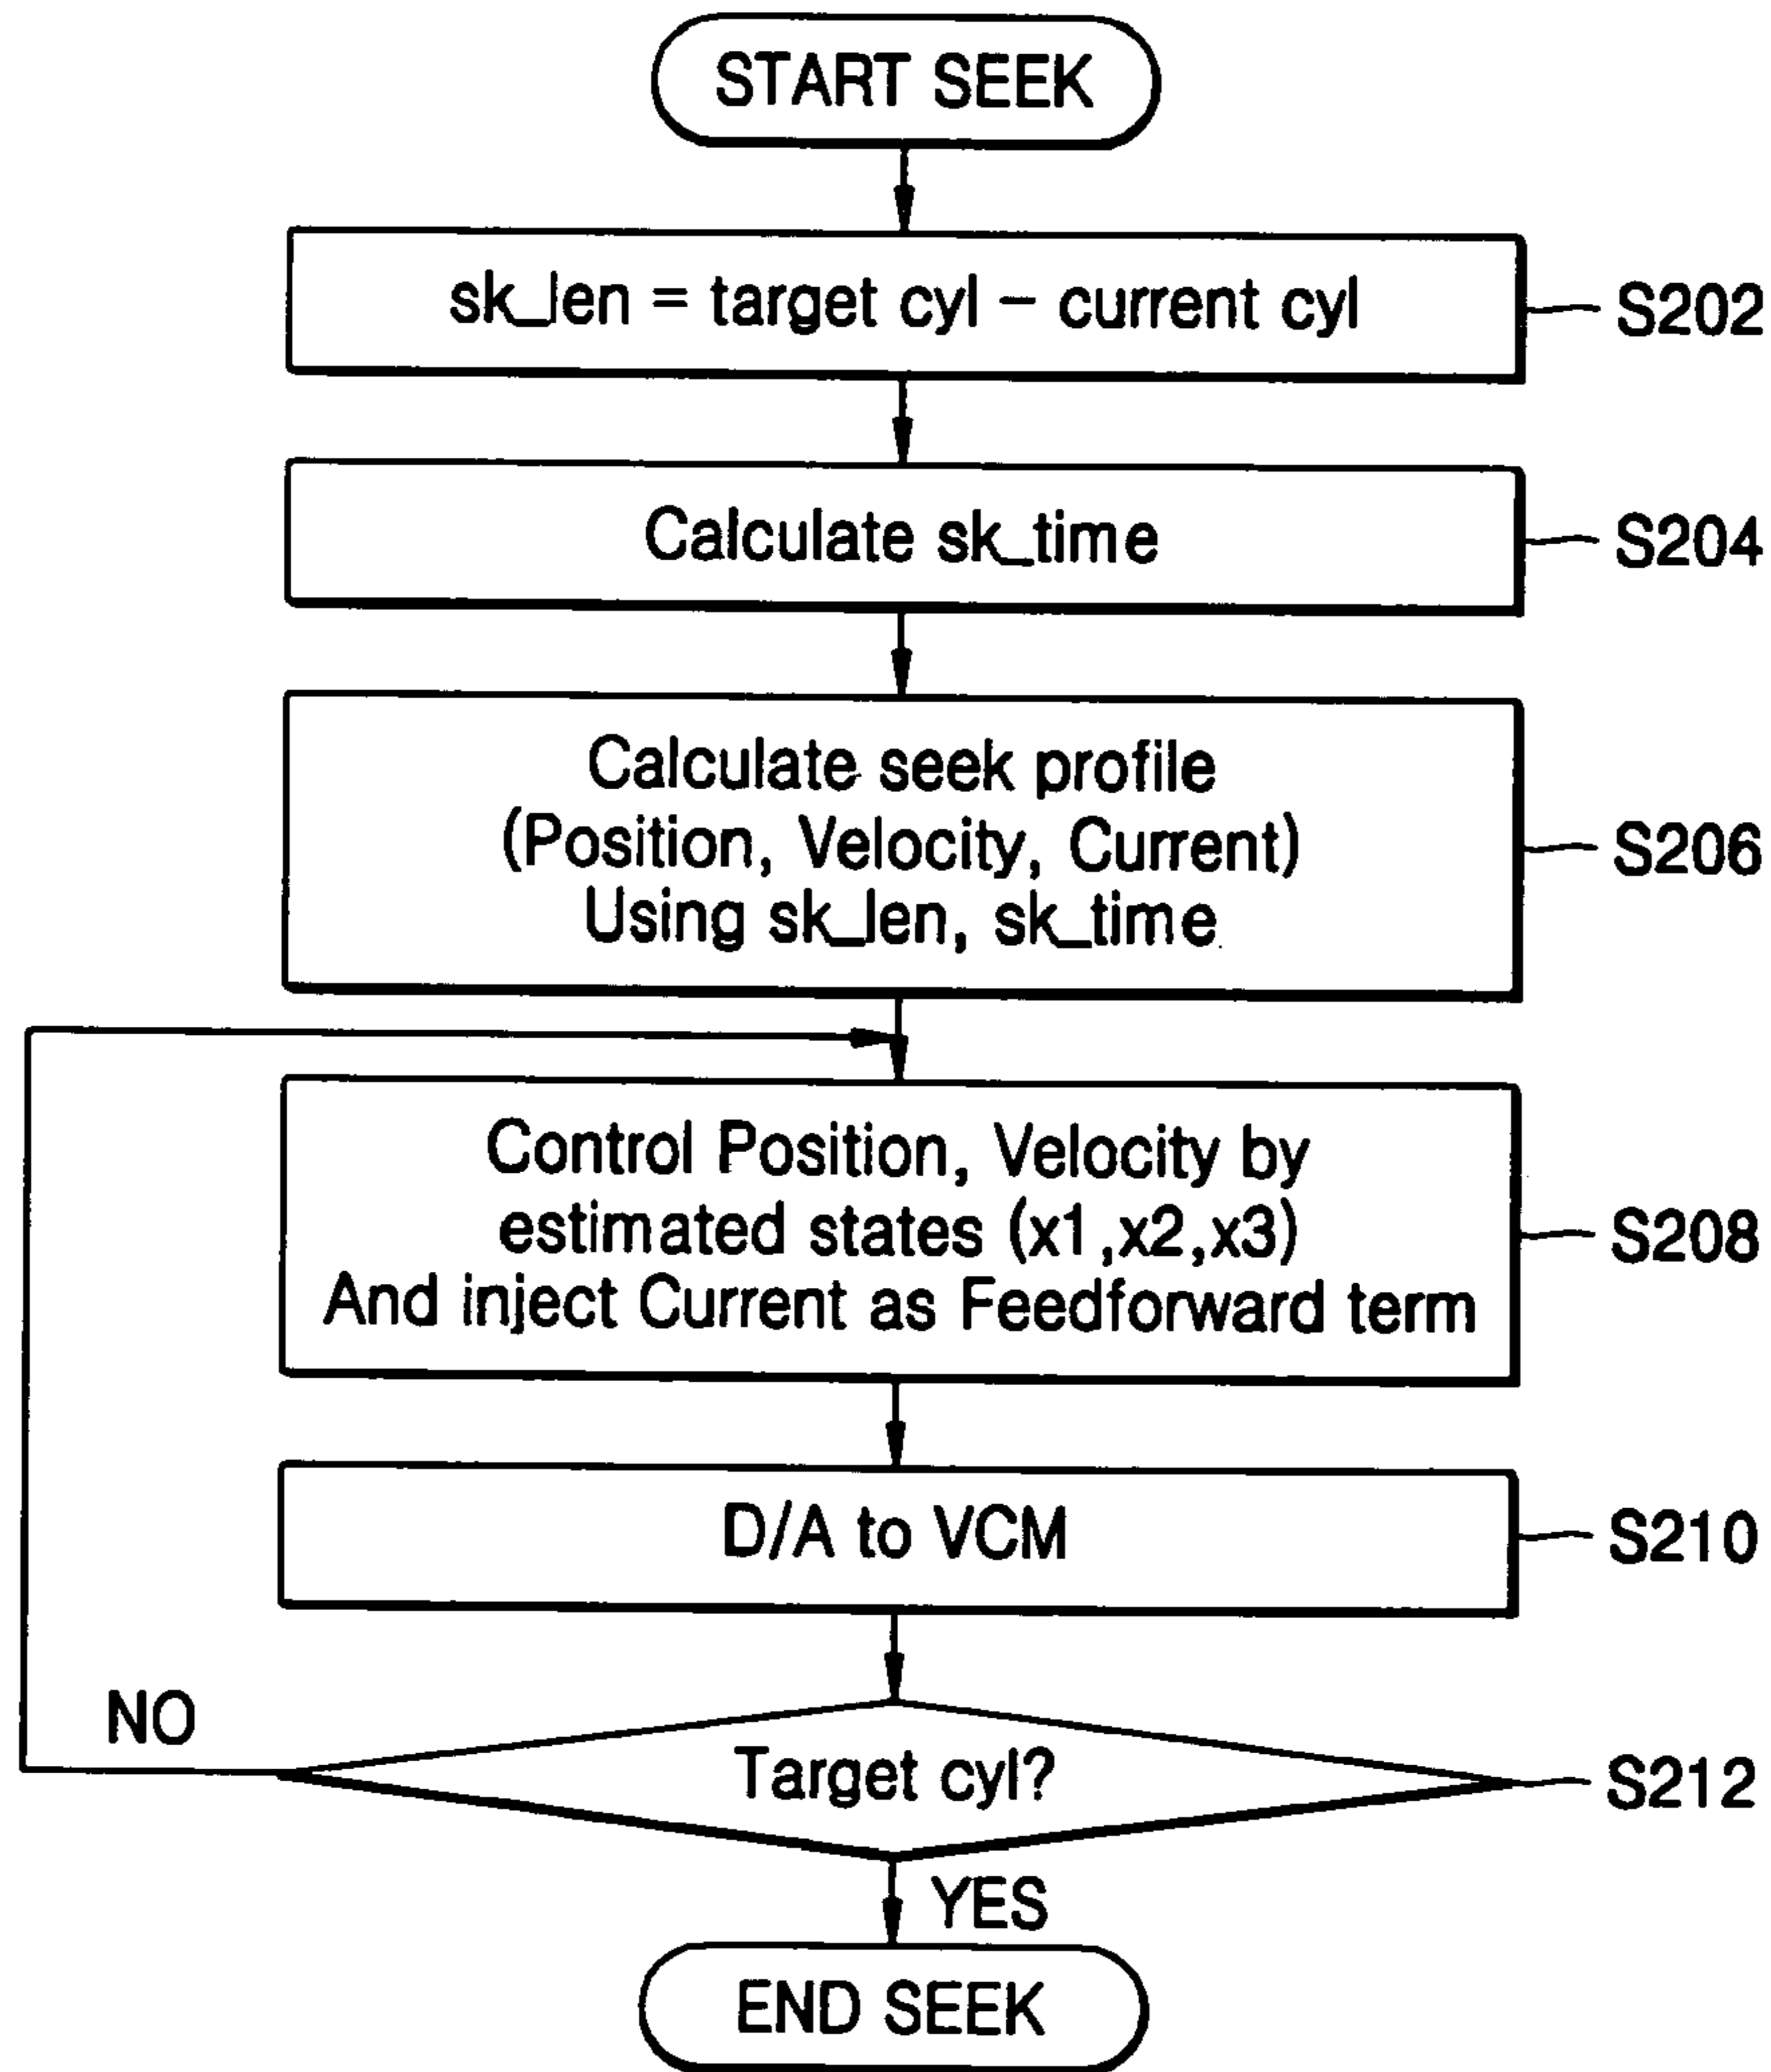 START SEEK
sk_len = target cyl – current cyl
S202
Calculate sk_time
S204
Calculate seek profile
(Position, Velocity, Current)
Using sk_len, sk_time
S206
Control Position, Velocity by
estimated states (x1,x2,x3)
And inject Current as Feedforward term
S208
D/A to VCM
S210
NO
Target cyl?
S212
YES
END SEEK